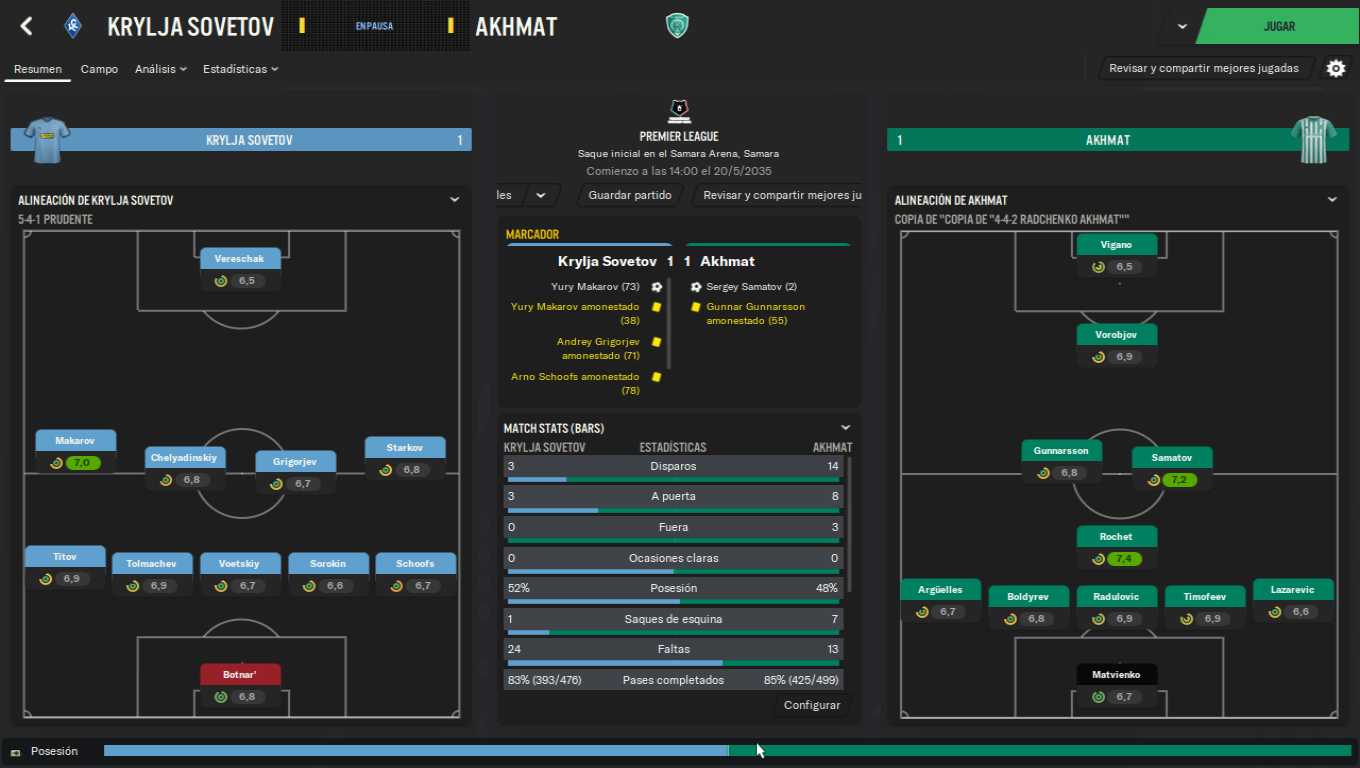 KRYLJA SOVETOV
EN PAUSA
AKHMAT
JUGAR
Resumen
Campo
Análisis
Estadísticas
Revisar y compartir mejores jugadas
KRYLJA SOVETOV 1
PREMIER LEAGUE
Saque inicial en el Samara Arena, Samara
Comienzo a las 14:00 el 20/5/2035
les
Guardar partido
Revisar y compartir mejores ju
1 AKHMAT
ALINEACIÓN DE KRYLJA SOVETOV
5-4-1 PRUDENTE
Vereschak
6,5
Makarov
7,0
Chelyadinskiy
6,8
Grigorjev
6,7
Starkov
6,8
Titov
6,9
Tolmachev
6,9
Voetskiy
6,7
Sorokin
6,6
Schoofs
6,7
Botnar'
6,8
MARCADOR
Krylja Sovetov 1 1 Akhmat
Yury Makarov (73)
Sergey Samatov (2)
Yury Makarov amonestado
(38)
Gunnar Gunnarsson
amonestado (55)
Andrey Grigorjev
amonestado (71)
Arno Schoofs amonestado
(78)
MATCH STATS (BARS)
KRYLJA SOVETOV ESTADÍSTICAS AKHMAT
3 Disparos 14
3 A puerta 8
0 Fuera 3
0 Ocasiones claras 0
52% Posesión 48%
1 Saques de esquina 7
24 Faltas 13
83% (393/476) Pases completados 85% (425/499)
Configurar
ALINEACIÓN DE AKHMAT
COPIA DE "COPIA DE "4-4-2 RADCHENKO AKHMAT""
Vigano
6,5
Vorobjov
6,9
Gunnarsson
6,8
Samatov
7,2
Rochet
7,4
Argüelles
6,7
Boldyrev
6,8
Radulovic
6,9
Timofeev
6,9
Lazarevic
6,6
Matvienko
6,7
Posesión